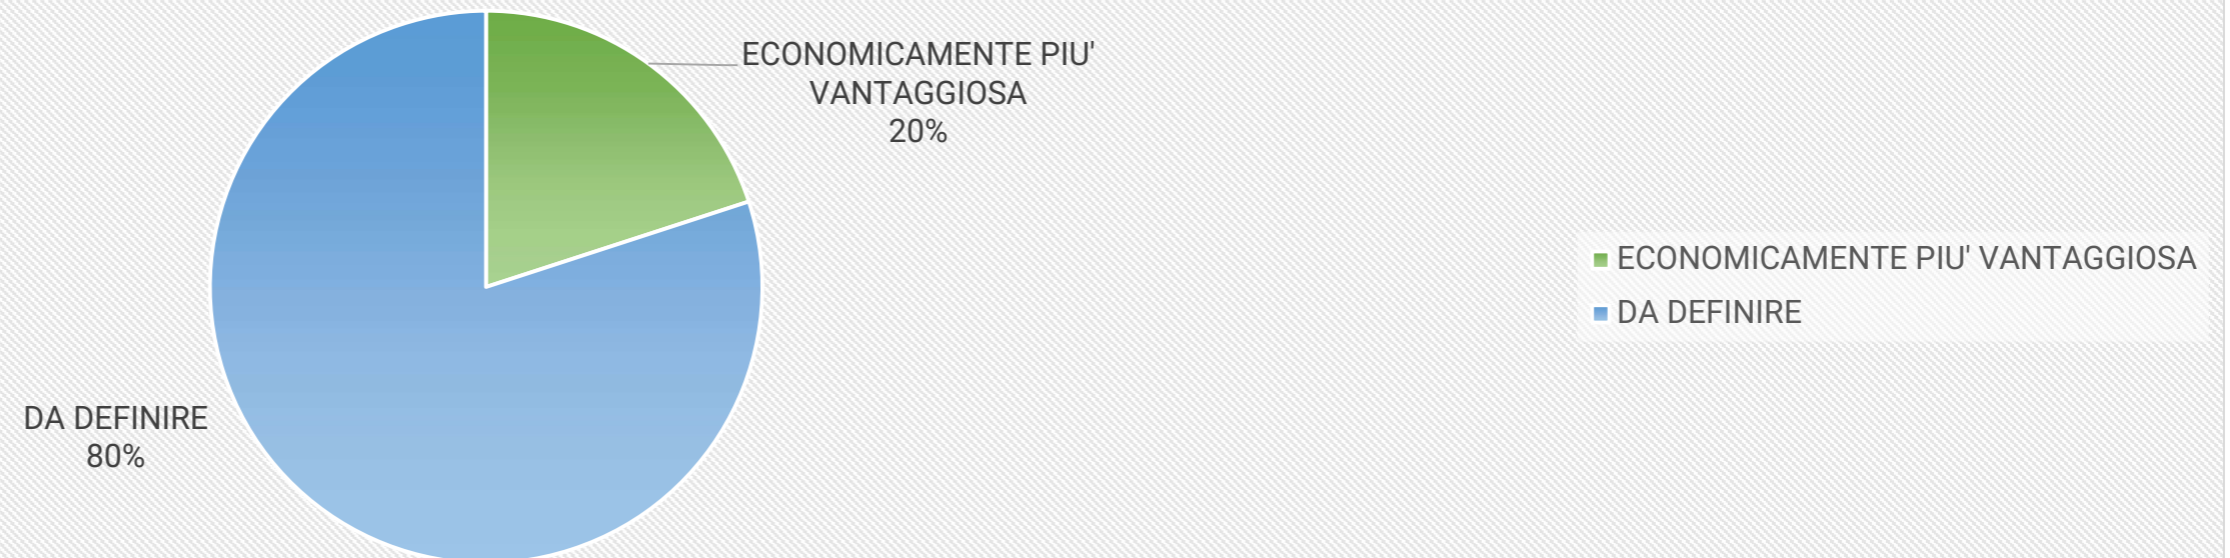 ECONOMICAMENTE PIU'
VANTAGGIOSA
20%
DA DEFINIRE
80%
ECONOMICAMENTE PIU' VANTAGGIOSA
DA DEFINIRE